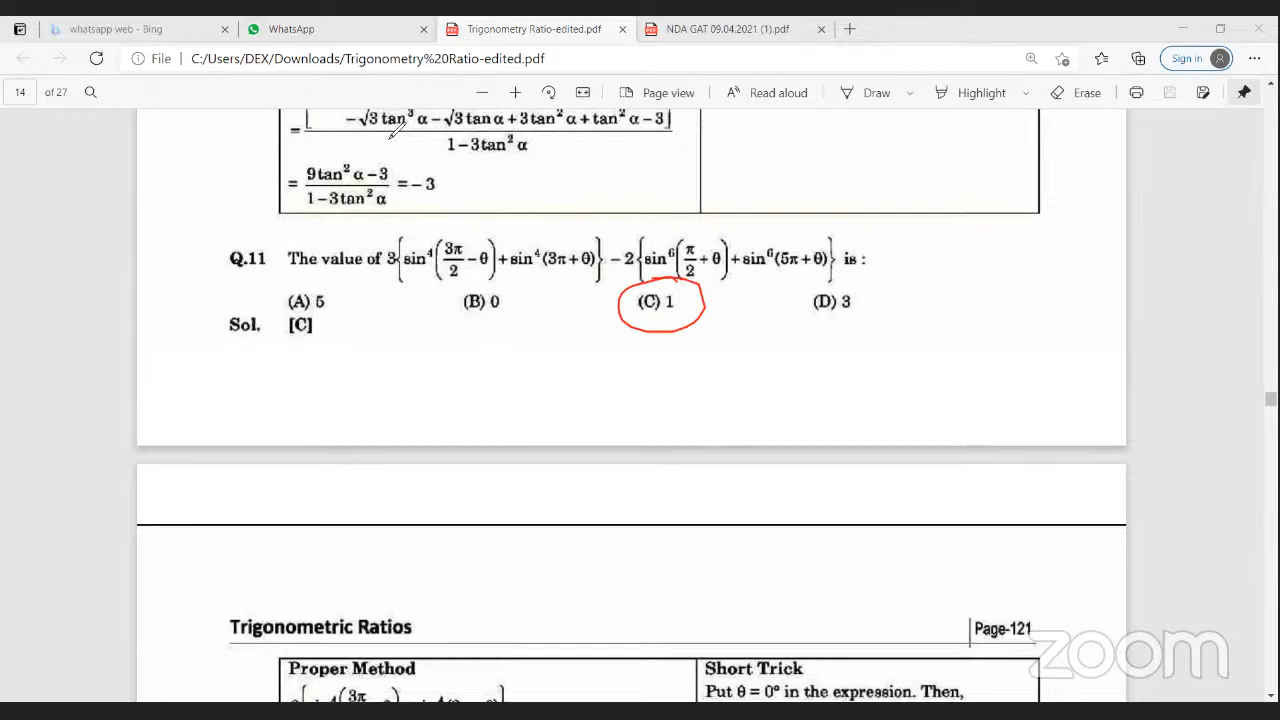 whatsapp web - Bing
WhatsApp
Trigonometry Ratio-edited.pdf
NDA GAT 09.04.2021 (1).pdf
File
C:/Users/DEX/Downloads/Trigonometry%20Ratio-edited.pdf
Sign in
14 of 27
Page view
Read aloud
Draw
Highlight
Erase
= [ -√3 tan³ α - √3 tan α + 3 tan² α + tan² α - 3 ]
1 - 3 tan² α
= 9 tan² α - 3 / 1 - 3 tan² α = - 3
Q.11 The value of 3{sin⁴(3π/2 - θ) + sin⁴(3π + θ)} - 2{sin⁶(π/2 + θ) + sin⁶(5π + θ)} is :
(A) 5 (B) 0 (C) 1 (D) 3
Sol. [C]
Trigonometric Ratios
Page-121
Proper Method
Short Trick
Put θ = 0° in the expression. Then,
zoom